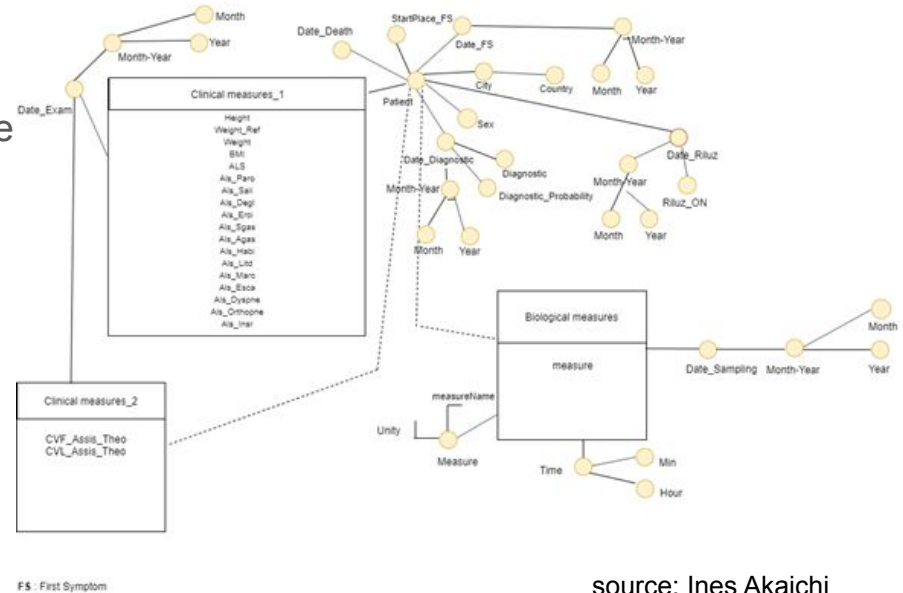 Month
Month-Year
Year
Date_Exam
e
Clinical measures_1
Height
Weight_Ref
Weight
BMI
ALS
Als_Paro
Als_Sali
Als_Degl
Als_Ecri
Als_Sgas
Als_Agas
Als_Habi
Als_Litd
Als_Marc
Als_Esca
Als_Dyspne
Als_Orthopne
Als_Insr
Date_Death
StartPlace_FS
Date_FS
Month-Year
Month
Year
City
Country
Patient
Sex
Date_Diagnostic
Diagnostic
Diagnostic_Probability
Month-Year
Month
Year
Date_Riluz
Month-Year
Riluz_ON
Month
Year
Biological measures
measure
Date_Sampling
Month-Year
Month
Year
measureName
Unity
Measure
Time
Min
Hour
Clinical measures_2
CVF_Assis_Theo
CVL_Assis_Theo
FS : First Symptom
source: Ines Akaichi